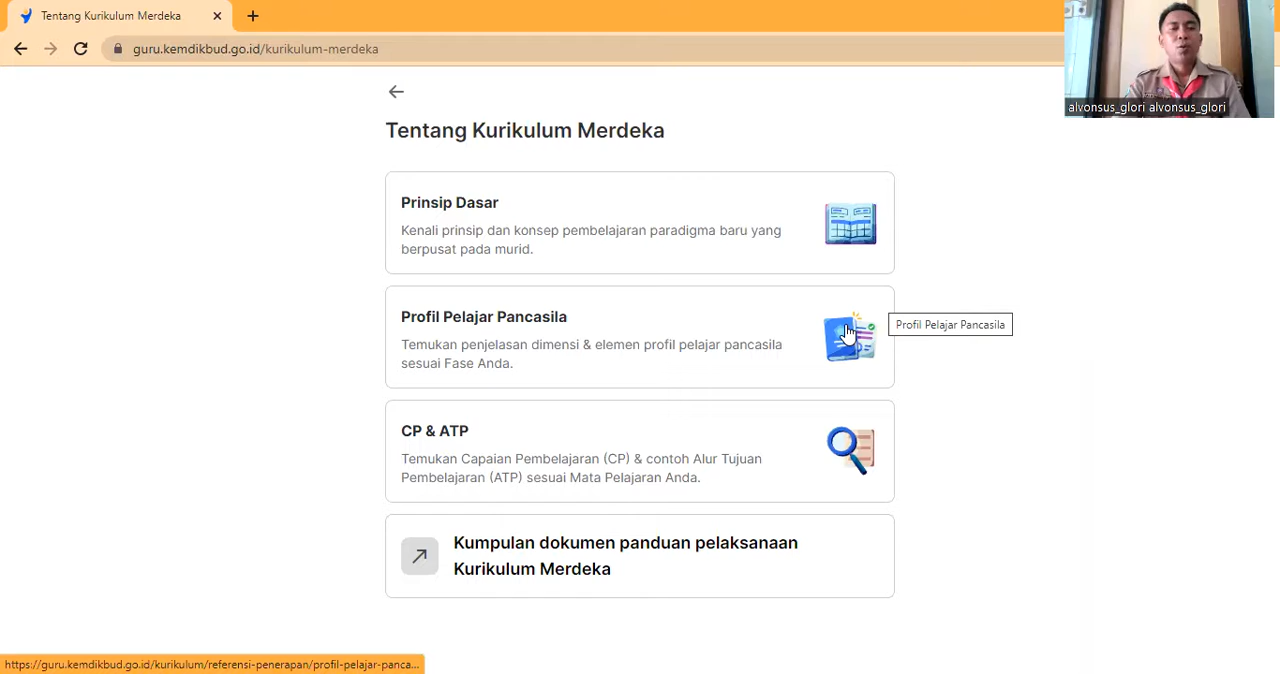 Tentang Kurikulum Merdeka
guru.kemdikbud.go.id/kurikulum-merdeka
alvonsus_glori alvonsus_glori
Tentang Kurikulum Merdeka
Prinsip Dasar
Kenali prinsip dan konsep pembelajaran paradigma baru yang
berpusat pada murid.
Profil Pelajar Pancasila
Temukan penjelasan dimensi & elemen profil pelajar pancasila
sesuai Fase Anda.
Profil Pelajar Pancasila
CP & ATP
Temukan Capaian Pembelajaran (CP) & contoh Alur Tujuan
Pembelajaran (ATP) sesuai Mata Pelajaran Anda.
Kumpulan dokumen panduan pelaksanaan
Kurikulum Merdeka
https://guru.kemdikbud.go.id/kurikulum/referensi-penerapan/profil-pelajar-panca...